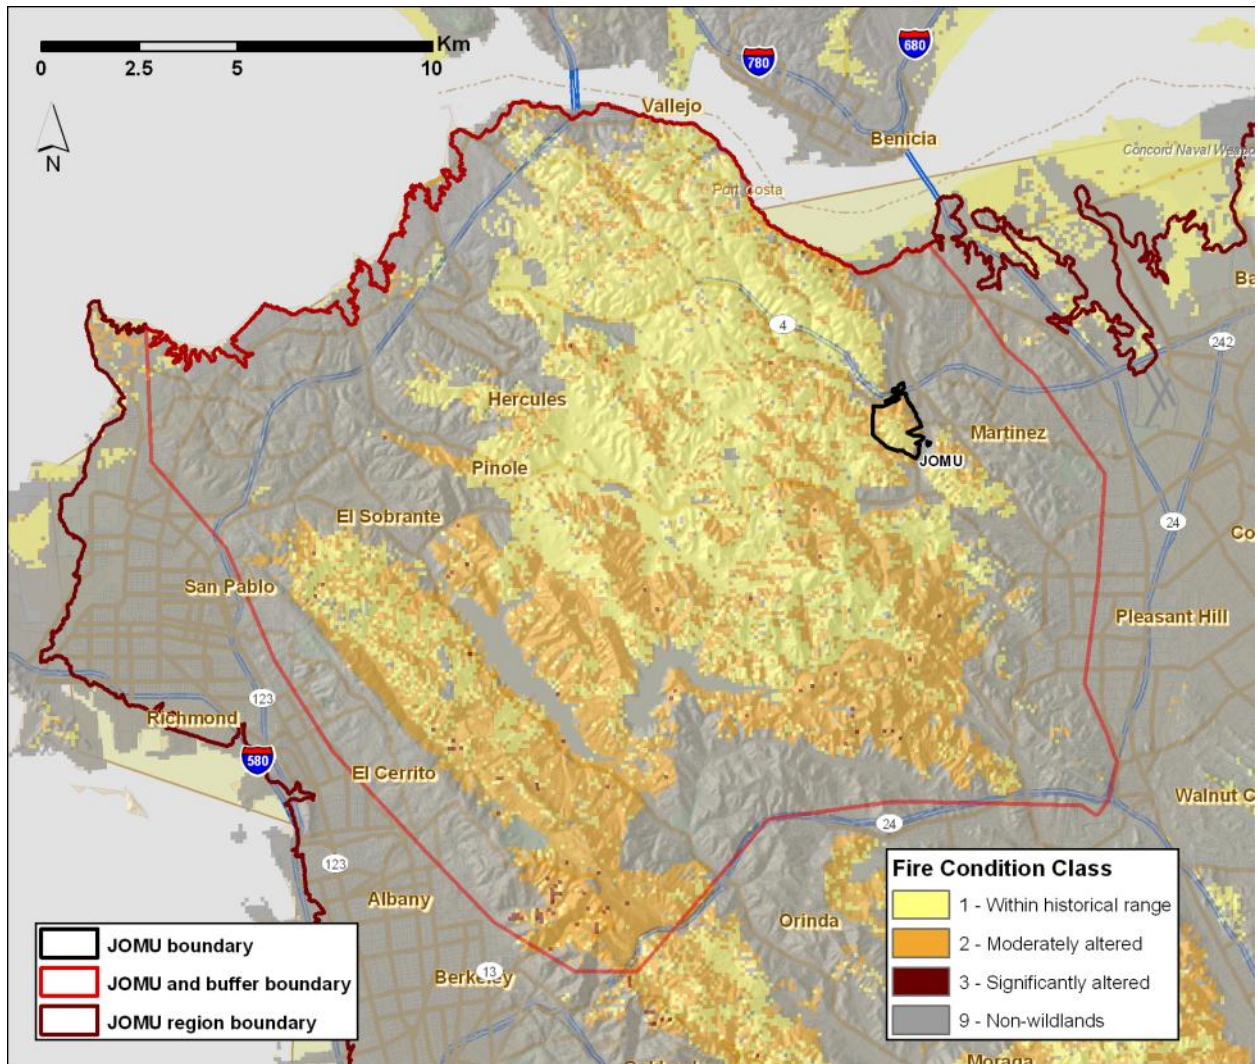 Km
0 2.5 5 10
N
780
680
Vallejo
Benicia
Concord Naval Weapo
Port Costa
Ba
4
242
Hercules
Martinez
JOMU
Pinole
El Sobrante
24
Co
San Pablo
Pleasant Hill
123
Richmond
580
El Cerrito
Walnut C
24
123
Albany
Orinda
Berkeley
13
Moraga
Fire Condition Class
1 - Within historical range
2 - Moderately altered
3 - Significantly altered
9 - Non-wildlands
JOMU boundary
JOMU and buffer boundary
JOMU region boundary